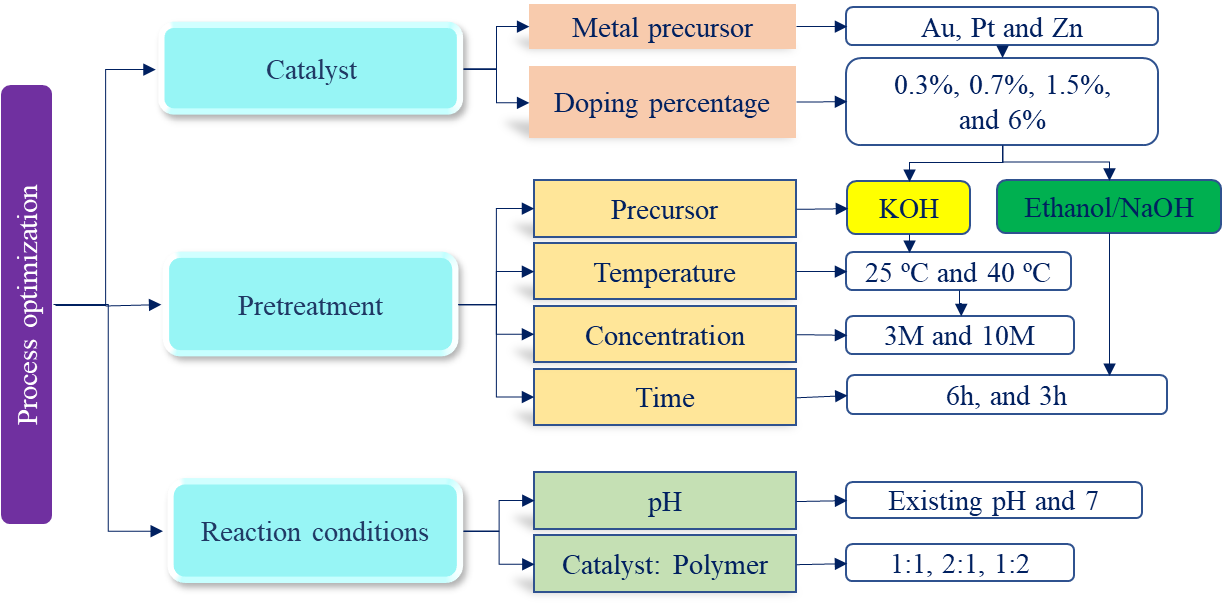 Process optimization
Catalyst
Metal precursor
Au, Pt and Zn
Doping percentage
0.3%, 0.7%, 1.5%,
and 6%
Pretreatment
Precursor
KOH
Ethanol/NaOH
Temperature
25 ºC and 40 ºC
Concentration
3M and 10M
Time
6h, and 3h
Reaction conditions
pH
Existing pH and 7
Catalyst: Polymer
1:1, 2:1, 1:2